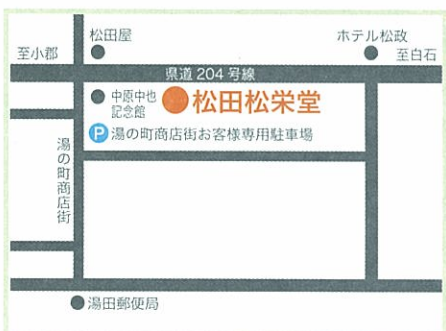 松田屋
ホテル松政
至小郡
至白石
県道204号線
中原中也
記念館
松田松栄堂
P 湯の町商店街お客様専用駐車場
湯の町商店街
湯田郵便局